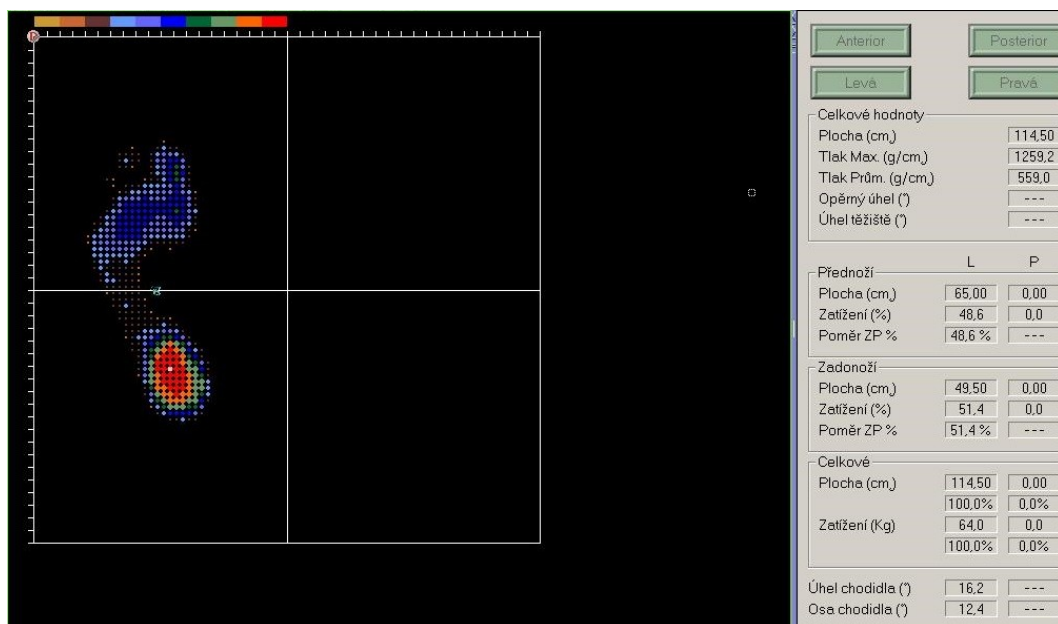 Anterior Posterior
Levá Pravá
Celkové hodnoty
Plocha (cm,) 114,50
Tlak Max. (g/cm,) 1259,2
Tlak Prům. (g/cm,) 559,0
Opěrný úhel (°) ---
Úhel těžiště (°) ---
L P
Přednoží
Plocha (cm,) 65,00 0,00
Zatížení (%) 48,6 0,0
Poměr ZP % 48,6 % ---
Zadonoží
Plocha (cm,) 49,50 0,00
Zatížení (%) 51,4 0,0
Poměr ZP % 51,4 % ---
Celkové
Plocha (cm,) 114,50 0,00
100,0% 0,0%
Zatížení (Kg) 64,0 0,0
100,0% 0,0%
Úhel chodidla (°) 16,2 ---
Osa chodidla (°) 12,4 ---